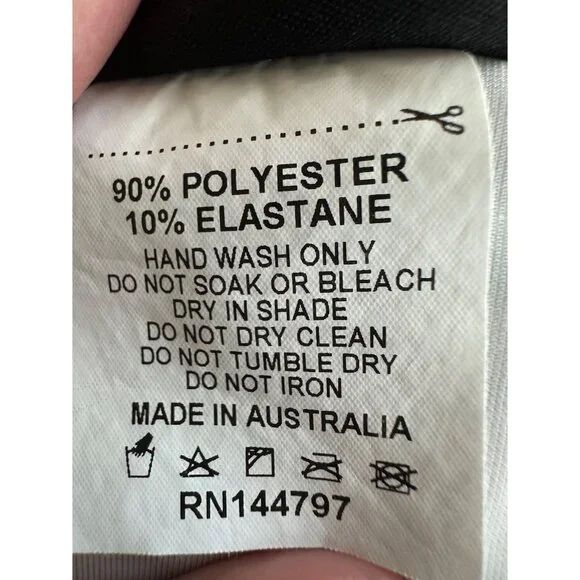 90% POLYESTER
10% ELASTANE
HAND WASH ONLY
DO NOT SOAK OR BLEACH
DRY IN SHADE
DO NOT DRY CLEAN
DO NOT TUMBLE DRY
DO NOT IRON
MADE IN AUSTRALIA
RN144797